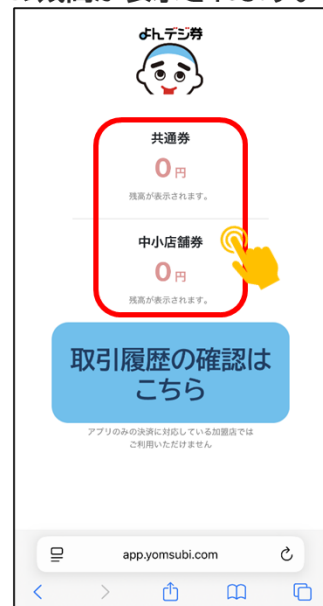 よんデジ券
共通券
0円
残高が表示されます。
中小店舗券
0円
残高が表示されます。
取引履歴の確認は
こちら
アプリのみの決済に対応している加盟店では
ご利用いただけません
app.yomsubi.com